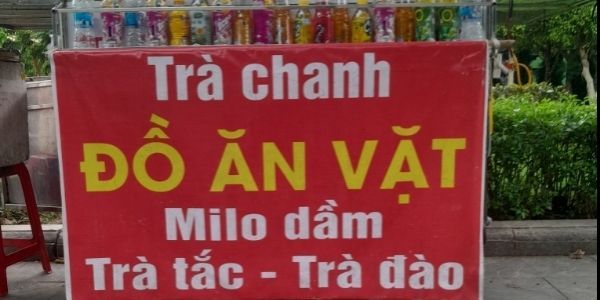 Trà chanh
ĐỒ ĂN VẶT
Milo dầm
Trà tắc - Trà đào